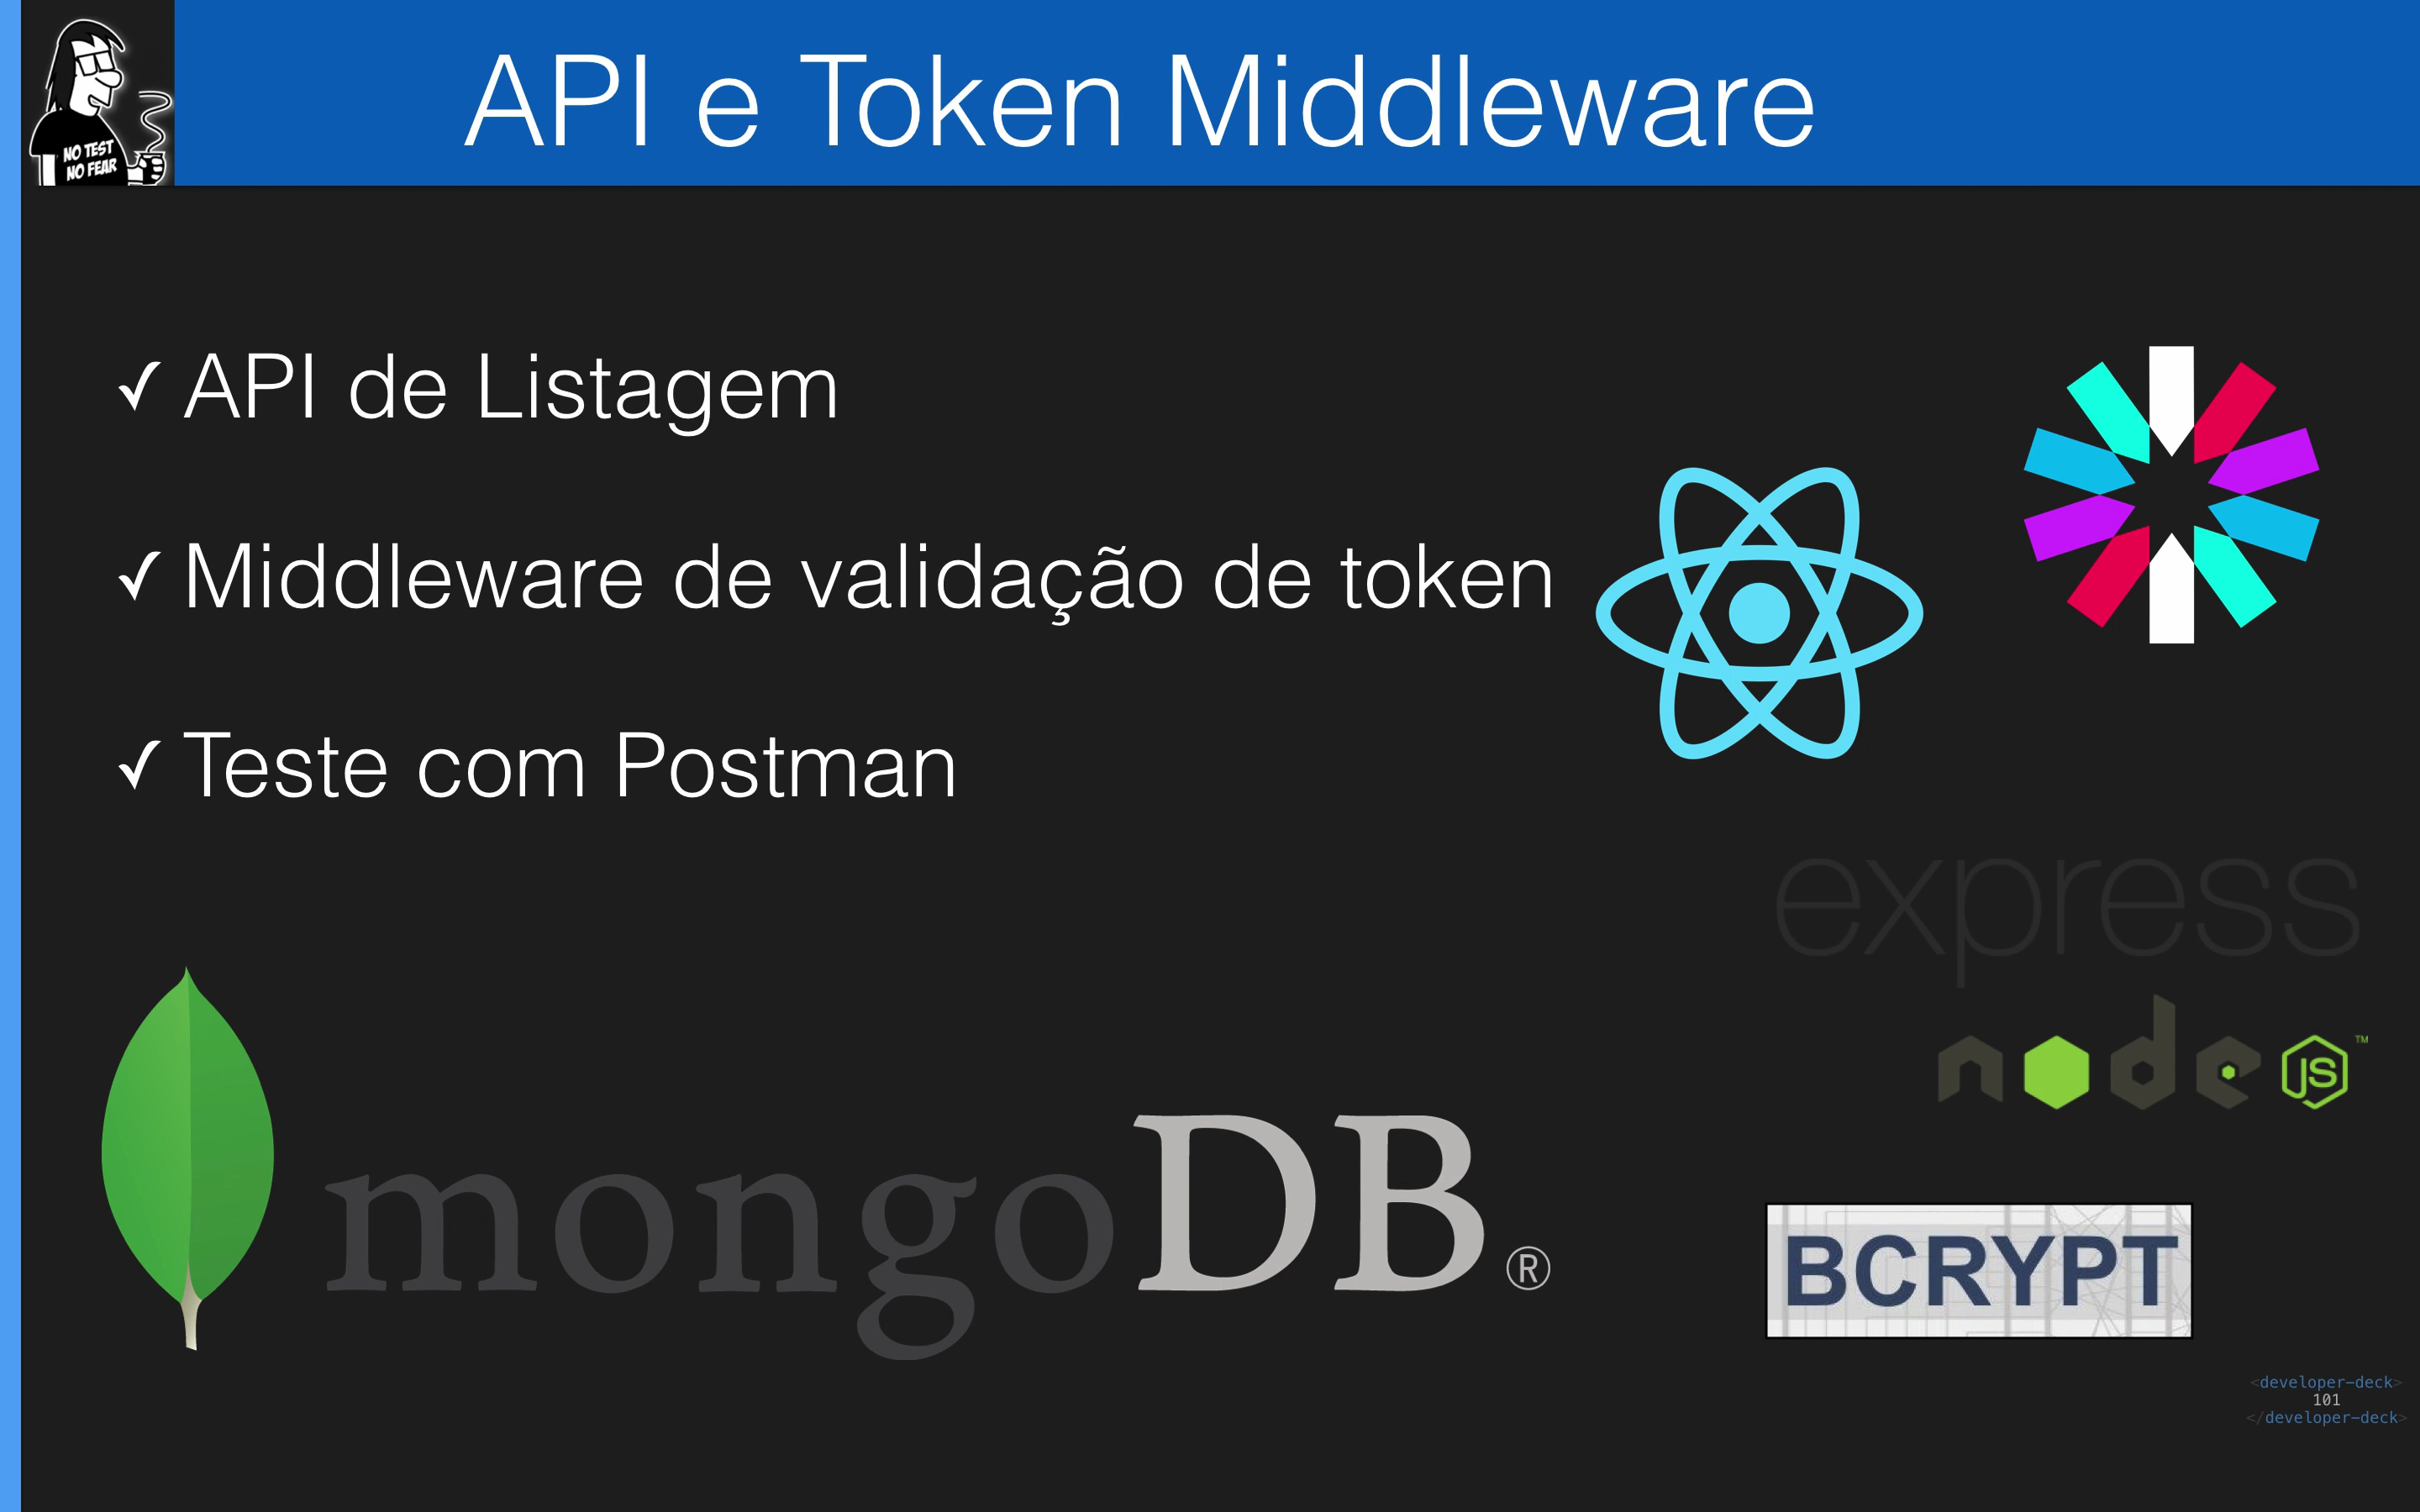 API e Token Middleware
NO TEST
NO FEAR
✓ API de Listagem
✓ Middleware de validação de token
✓ Teste com Postman
express
node JS ™
mongoDB®
BCRYPT
<developer-deck>
101
</developer-deck>